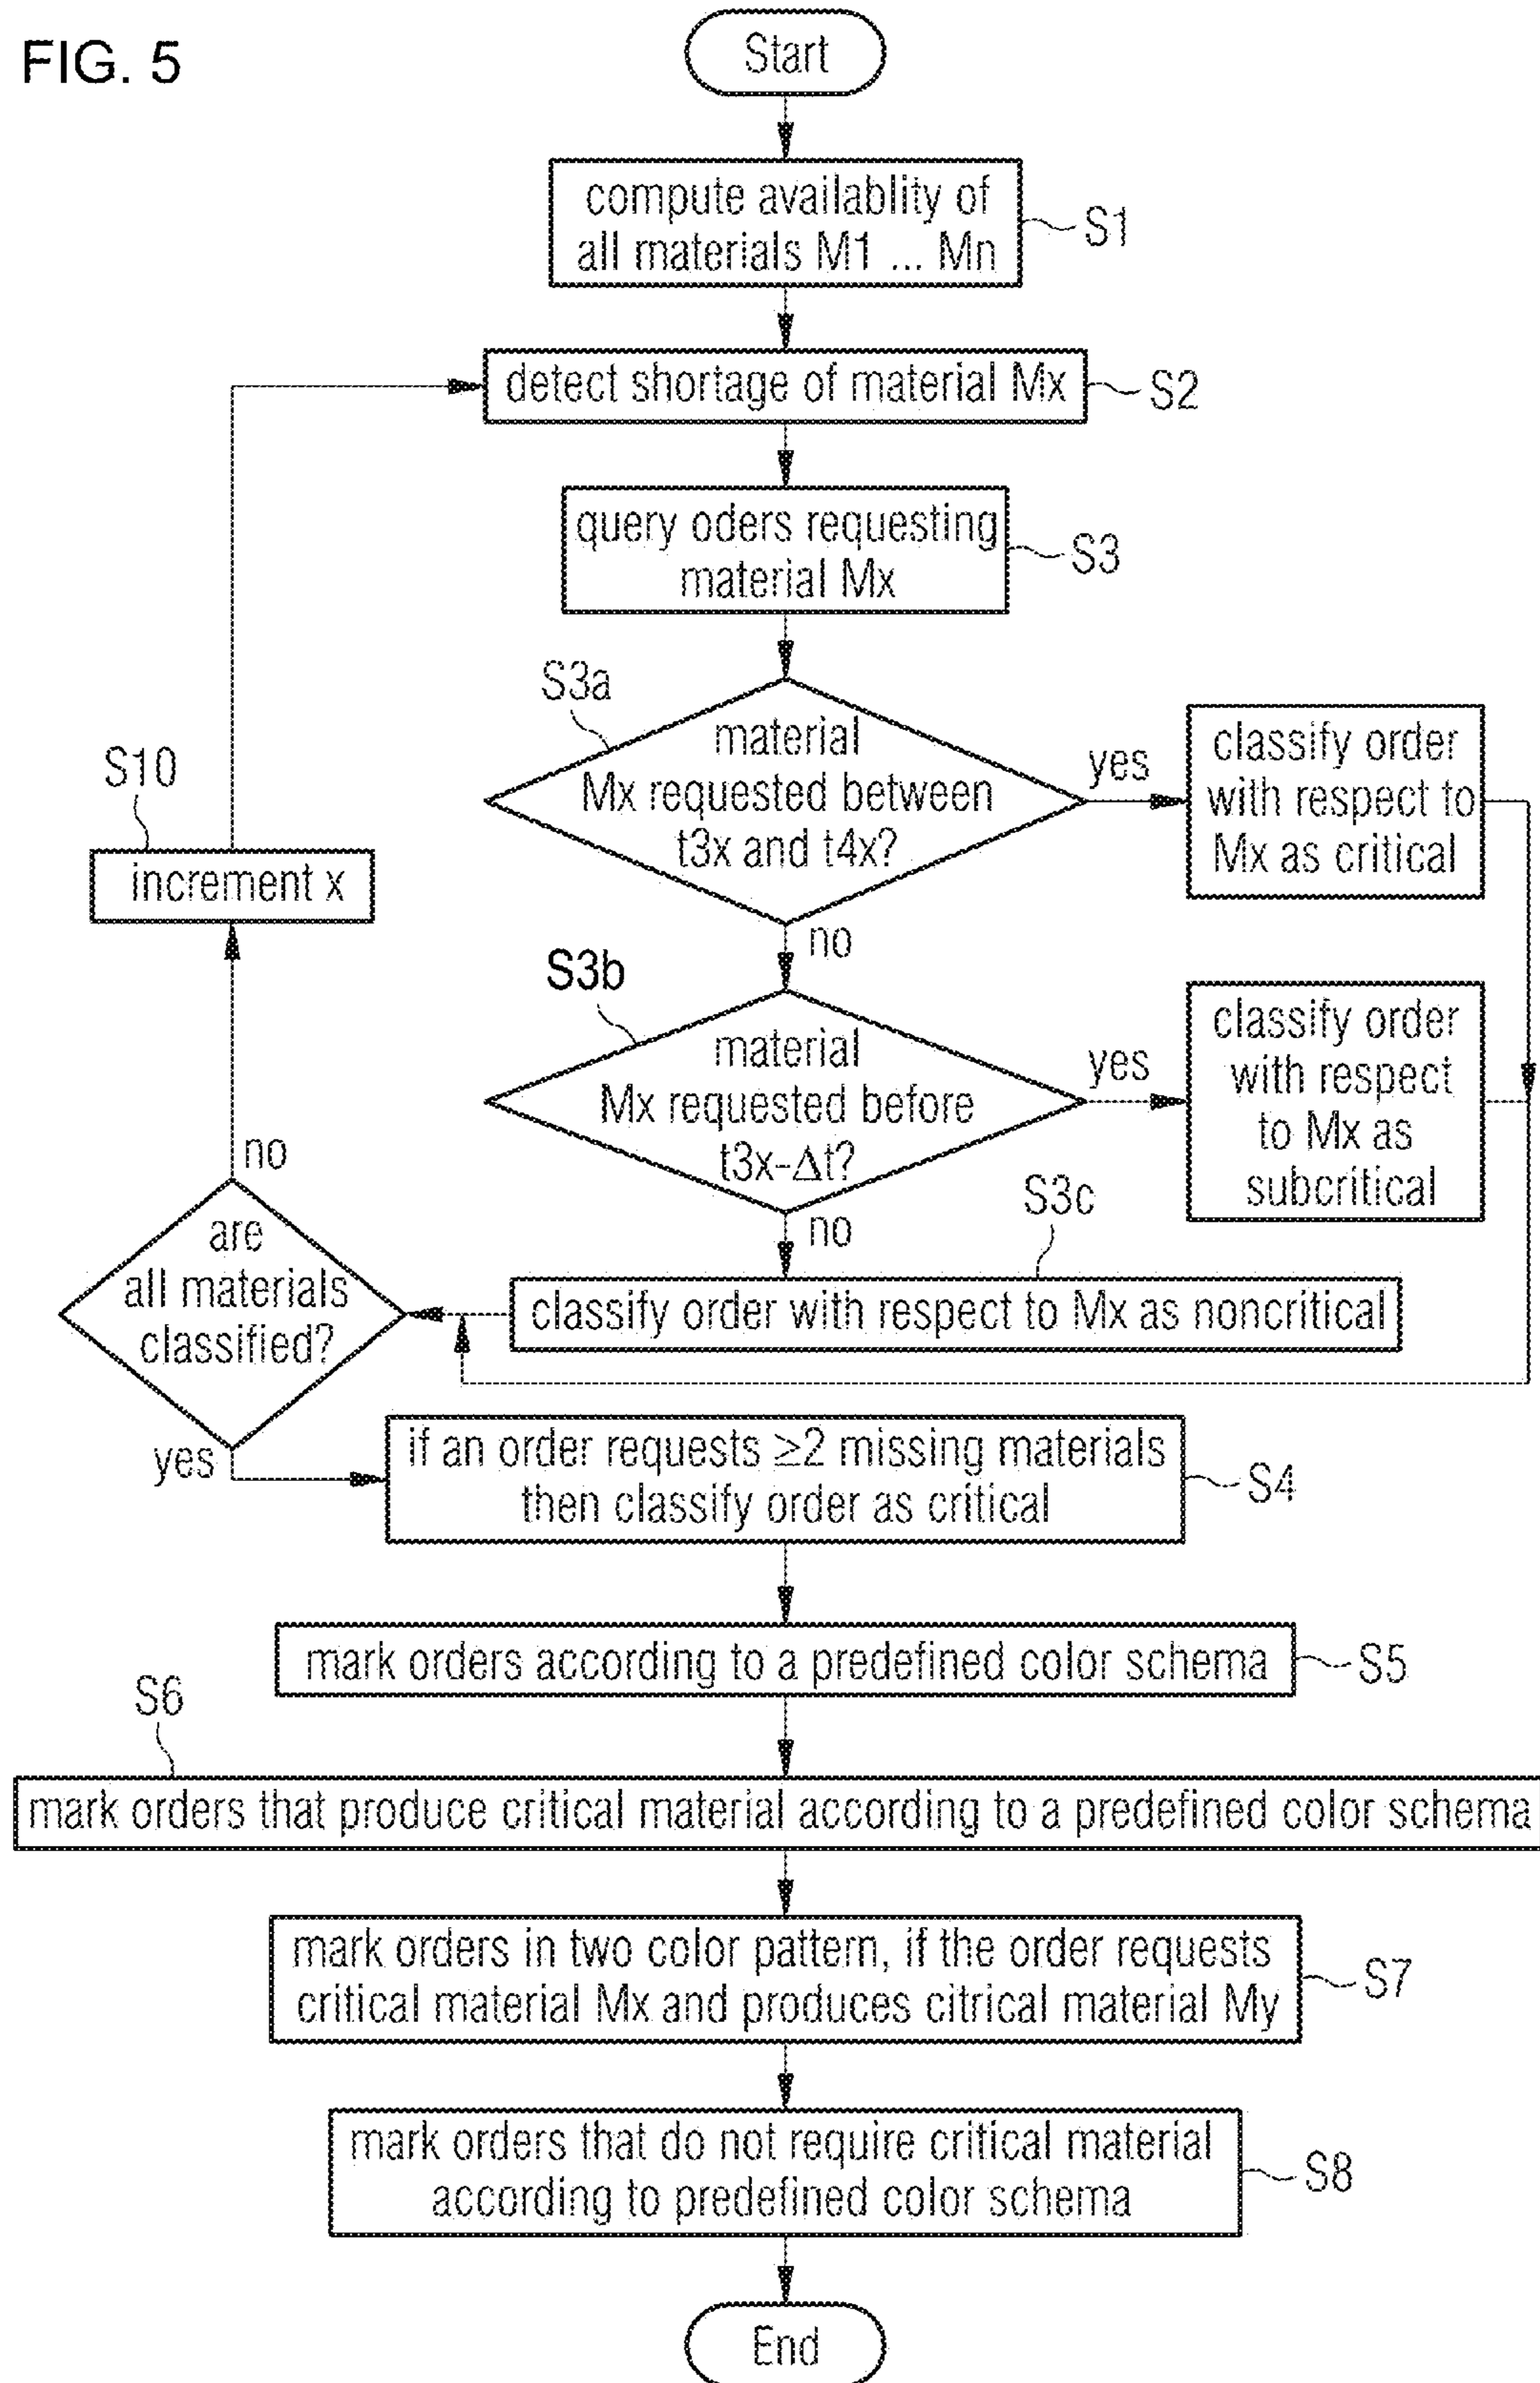 FIG. 5
Start
compute availablity of
all materials M1 ... Mn
S1
detect shortage of material Mx
S2
query oders requesting
material Mx
S3
S3a
material
Mx requested between
t3x and t4x?
yes
classify order
with respect to
Mx as critical
no
S10
increment x
S3b
material
Mx requested before
t3x-Δt?
yes
classify order
with respect
to Mx as
subcritical
no
S3c
classify order with respect to Mx as noncritical
no
are
all materials
classified?
yes
if an order requests ≥2 missing materials
then classify order as critical
S4
mark orders according to a predefined color schema
S5
S6
mark orders that produce critical material according to a predefined color schema
mark orders in two color pattern, if the order requests
critical material Mx and produces citrical material My
S7
mark orders that do not require critical material
according to predefined color schema
S8
End